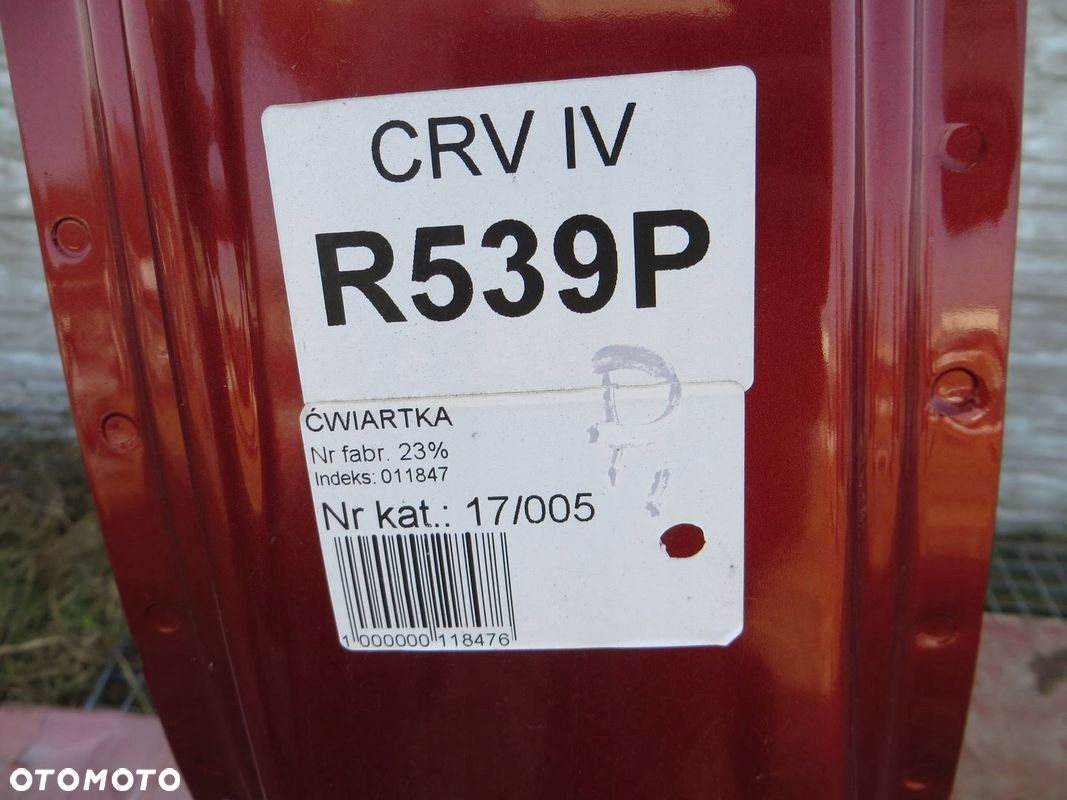 CRV IV
R539P
ĆWIARTKA
Nr fabr. 23%
Indeks: 011847
Nr kat.: 17/005
1 000000 118476
OTOMOTO